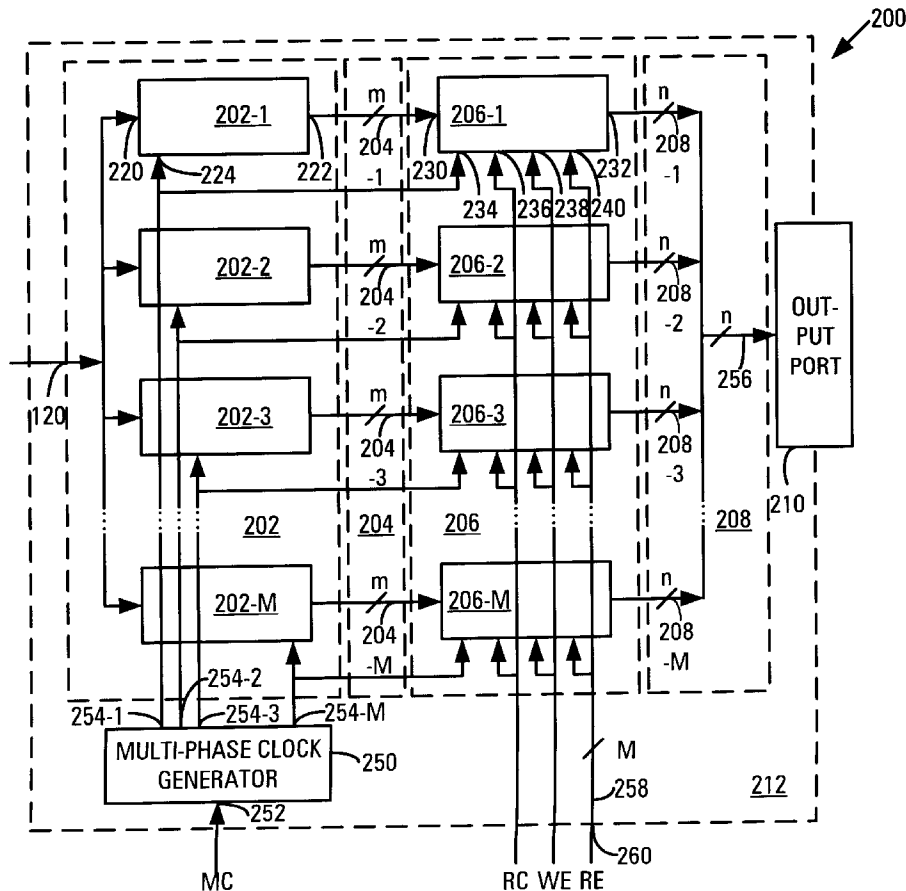 200
202-1
m
206-1
n
220
222
204
230
232
208
224
-1
234
236
238
240
-1
202-2
m
206-2
n
204
208
-2
-2
n
256
OUT-
PUT
PORT
120
202-3
m
206-3
n
204
208
-3
-3
210
202
204
206
208
202-M
m
206-M
n
204
208
-M
-M
254-1
254-2
254-3
254-M
MULTI-PHASE CLOCK
GENERATOR
250
M
258
212
252
260
MC
RC
WE
RE